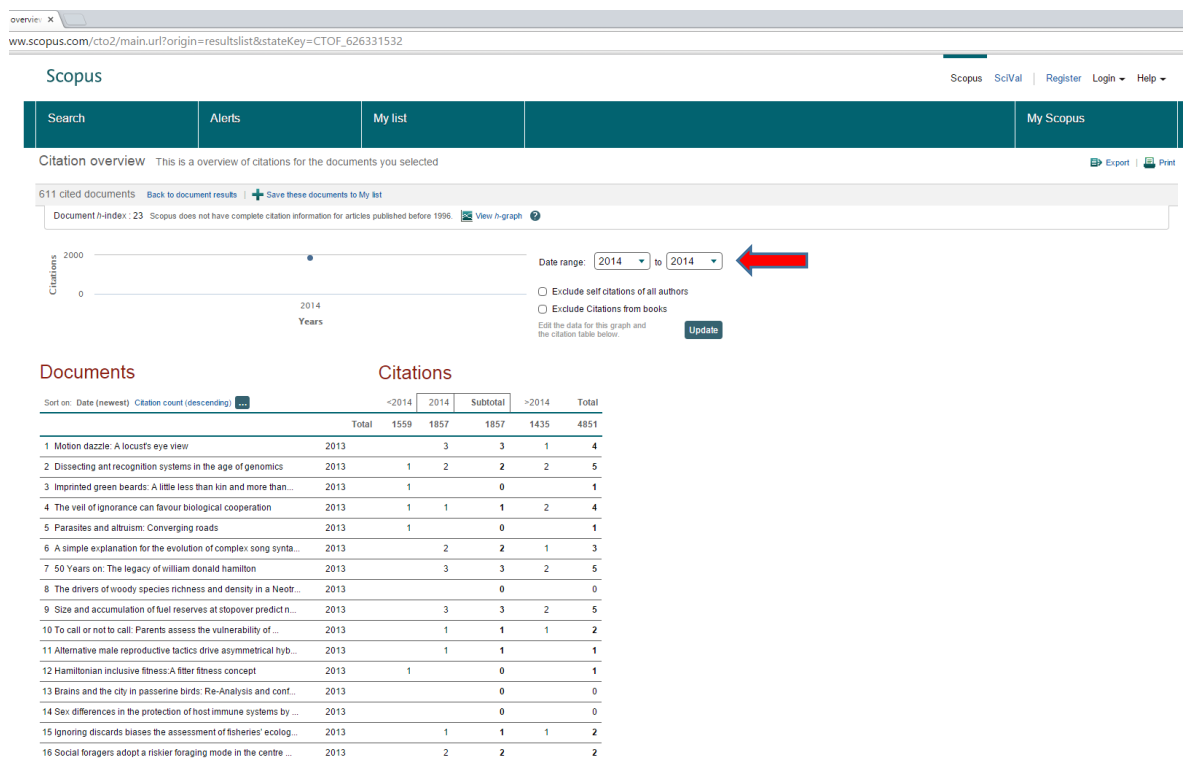 overview x
ww.scopus.com/cto2/main.url?origin=resultslist&stateKey=CTOF_626331532
Scopus
Scopus SciVal | Register Login Help
Search Alerts My list My Scopus
Citation overview This is a overview of citations for the documents you selected
Export | Print
611 cited documents Back to document results | Save these documents to My list
Document h-index : 23 Scopus does not have complete citation information for articles published before 1996. View h-graph ?
Citations
2000
0
2014
Years
Date range: 2014 to 2014
Exclude self citations of all authors
Exclude Citations from books
Edit the data for this graph and
the citation table below.
Update
Documents Citations
Sort on: Date (newest) Citation count (descending) ... <2014 2014 Subtotal >2014 Total
Total 1559 1857 1857 1435 4851
1 Motion dazzle: A locust's eye view 2013 3 3 1 4
2 Dissecting ant recognition systems in the age of genomics 2013 1 2 2 2 5
3 Imprinted green beards: A little less than kin and more than... 2013 1 0 1
4 The veil of ignorance can favour biological cooperation 2013 1 1 1 2 4
5 Parasites and altruism: Converging roads 2013 1 0 1
6 A simple explanation for the evolution of complex song synta... 2013 2 2 1 3
7 50 Years on: The legacy of william donald hamilton 2013 3 3 2 5
8 The drivers of woody species richness and density in a Neotr... 2013 0 0
9 Size and accumulation of fuel reserves at stopover predict n... 2013 3 3 2 5
10 To call or not to call: Parents assess the vulnerability of ... 2013 1 1 1 2
11 Alternative male reproductive tactics drive asymmetrical hyb... 2013 1 1 1
12 Hamiltonian inclusive fitness:A fitter fitness concept 2013 1 0 1
13 Brains and the city in passerine birds: Re-Analysis and conf... 2013 0 0
14 Sex differences in the protection of host immune systems by ... 2013 0 0
15 Ignoring discards biases the assessment of fisheries' ecolog... 2013 1 1 1 2
16 Social foragers adopt a riskier foraging mode in the centre ... 2013 2 2 2